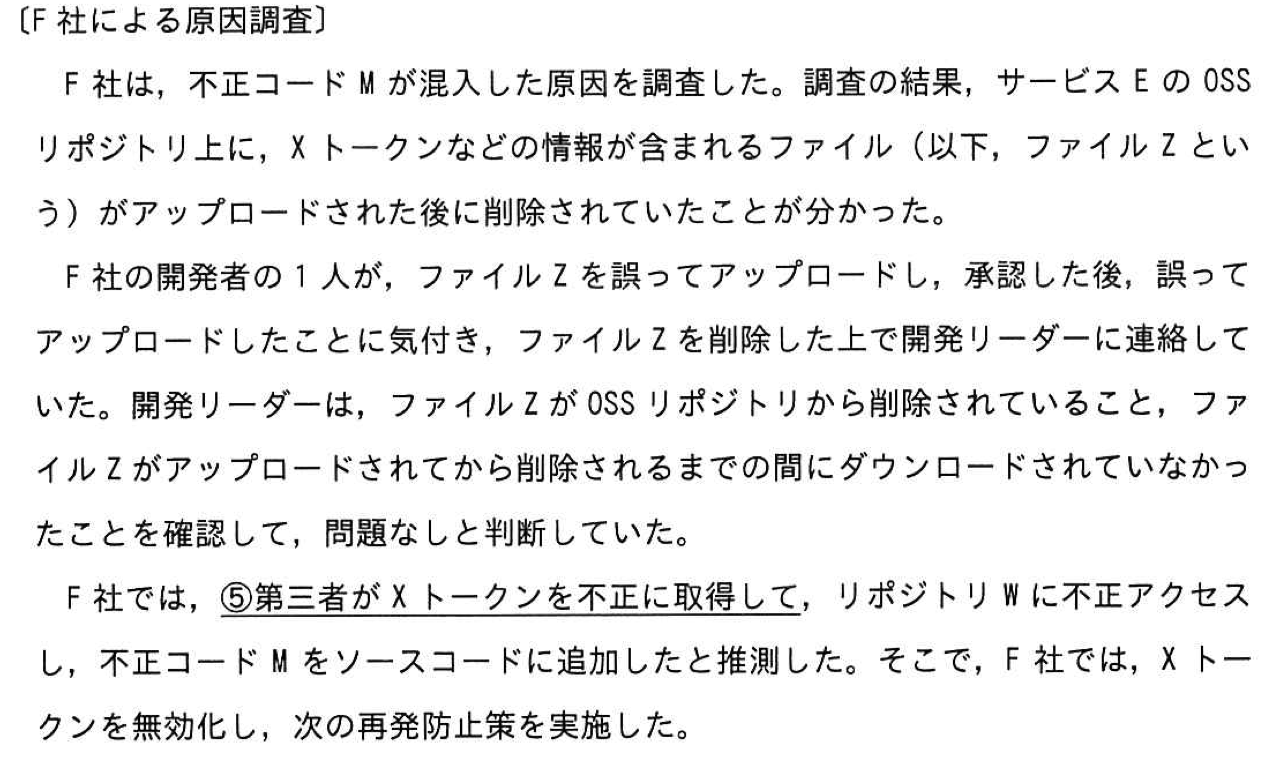 〔F 社による原因調査〕
F 社は，不正コード M が混入した原因を調査した。調査の結果，サービス E の OSS
リポジトリ上に，X トークンなどの情報が含まれるファイル（以下，ファイル Z とい
う）がアップロードされた後に削除されていたことが分かった。
F 社の開発者の 1 人が，ファイル Z を誤ってアップロードし，承認した後，誤って
アップロードしたことに気付き，ファイル Z を削除した上で開発リーダーに連絡して
いた。開発リーダーは，ファイル Z が OSS リポジトリから削除されていること，ファ
イル Z がアップロードされてから削除されるまでの間にダウンロードされていなかっ
たことを確認して，問題なしと判断していた。
F 社では，⑤第三者が X トークンを不正に取得して，リポジトリ W に不正アクセス
し，不正コード M をソースコードに追加したと推測した。そこで，F 社では，X トー
クンを無効化し，次の再発防止策を実施した。